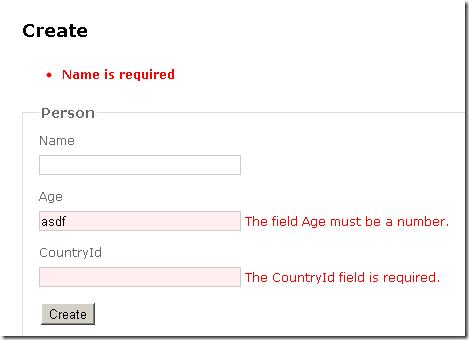 Create
Name is required
Person
Name
Age
asdf The field Age must be a number.
CountryId
The CountryId field is required.
Create